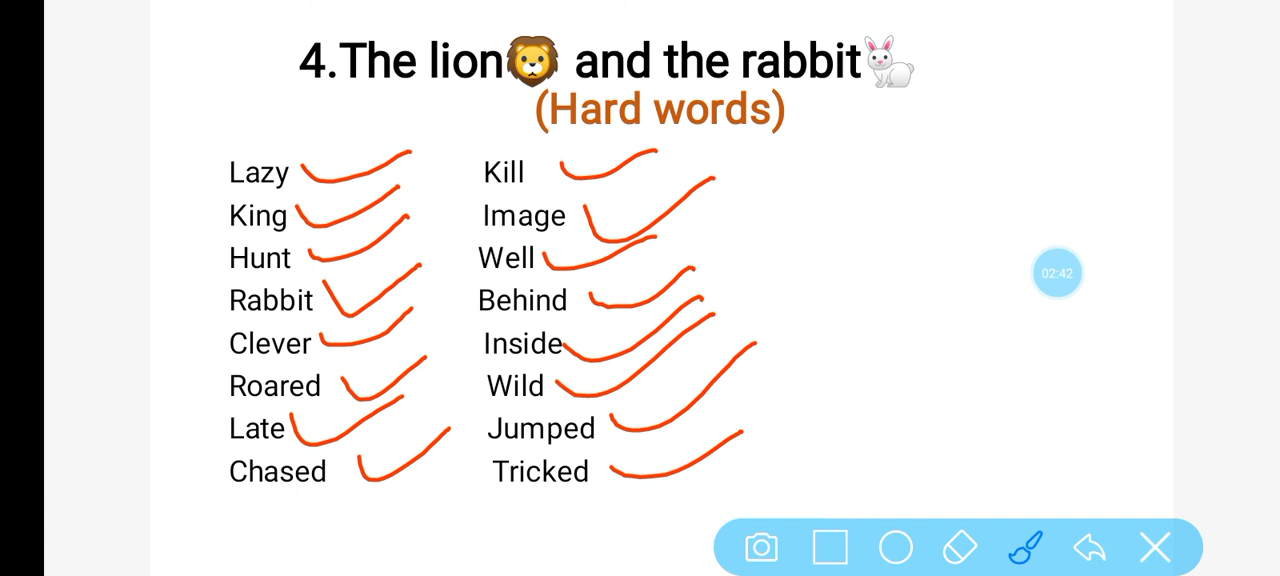 4.The lion🦁 and the rabbit🐇
(Hard words)
Lazy Kill
King Image
Hunt Well
Rabbit Behind
Clever Inside
Roared Wild
Late Jumped
Chased Tricked
02:42